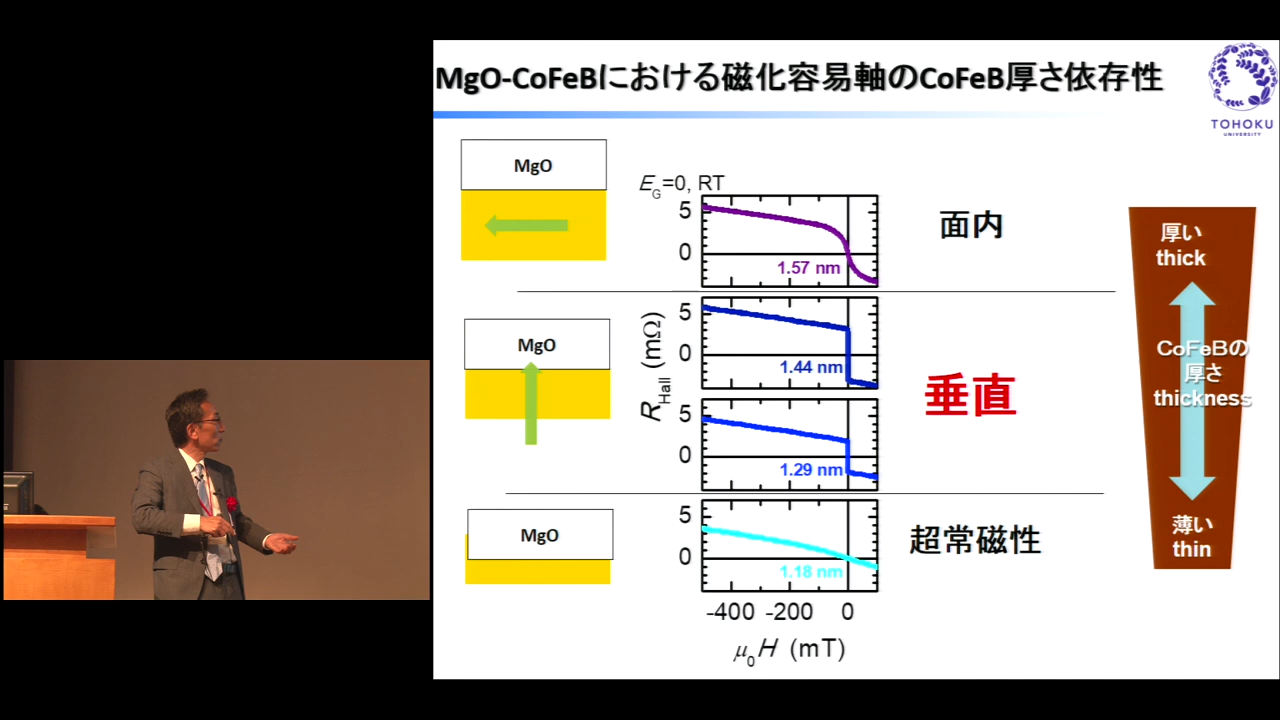 MgO-CoFeBにおける磁化容易軸のCoFeB厚さ依存性
TOHOKU
UNIVERSITY
MgO
E_G=0, RT
5
0
1.57 nm
面内
MgO
R_Hall (mΩ)
5
0
1.44 nm
垂直
5
0
1.29 nm
MgO
5
0
1.18 nm
超常磁性
-400 -200 0
μ_0H (mT)
厚い
thick
CoFeBの
厚さ
thickness
薄い
thin